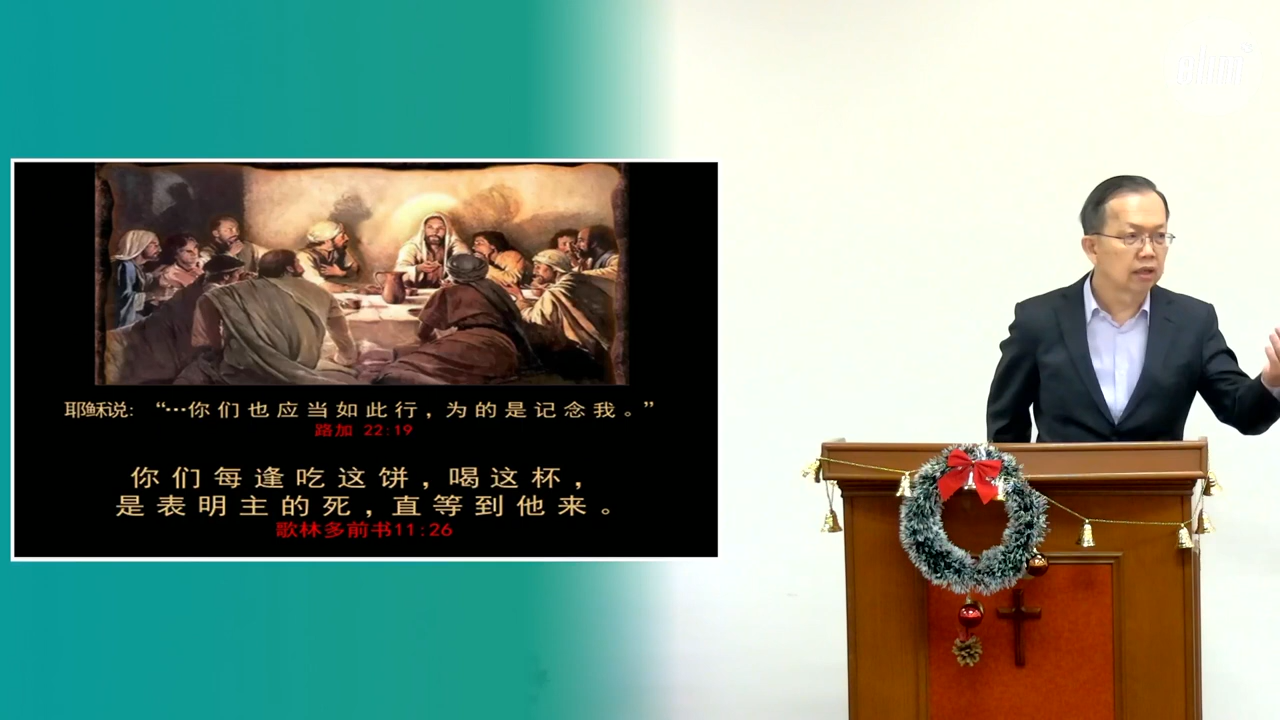 耶稣说:“…你们也应当如此行,为的是记念我。”
路加 22:19
你们每逢吃这饼,喝这杯,
是表明主的死,直等到他来。
歌林多前书11:26